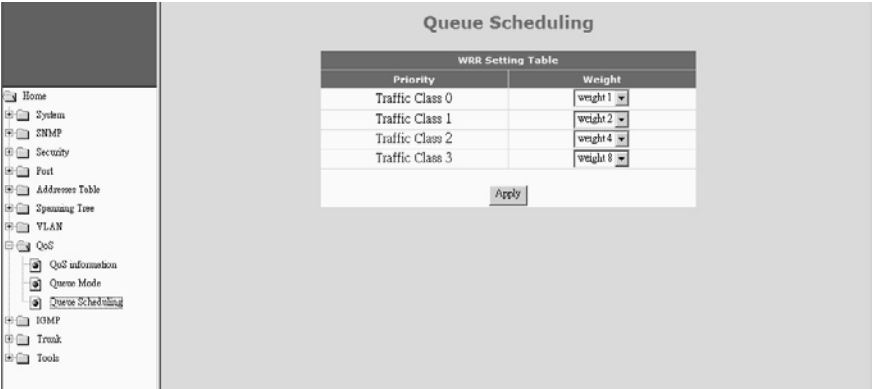 Queue Scheduling
WRR Setting Table
Priority Weight
Traffic Class 0 weight 1
Traffic Class 1 weight 2
Traffic Class 2 weight 4
Traffic Class 3 weight 8
Apply
Home
System
SNMP
Security
Port
Addresses Table
Spanning Tree
VLAN
QoS
QoS information
Queue Mode
Queue Scheduling
IGMP
Trunk
Tools